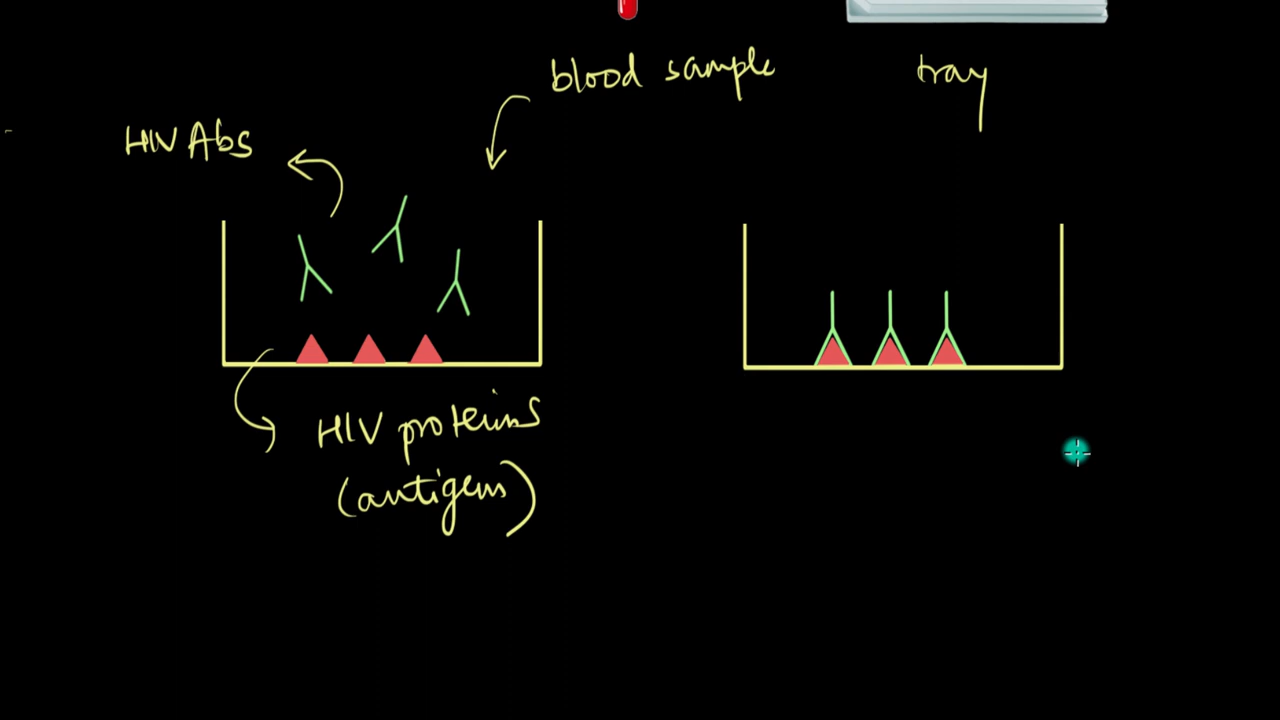 blood sample
tray
HIV Abs
HIV proteins
(antigens)